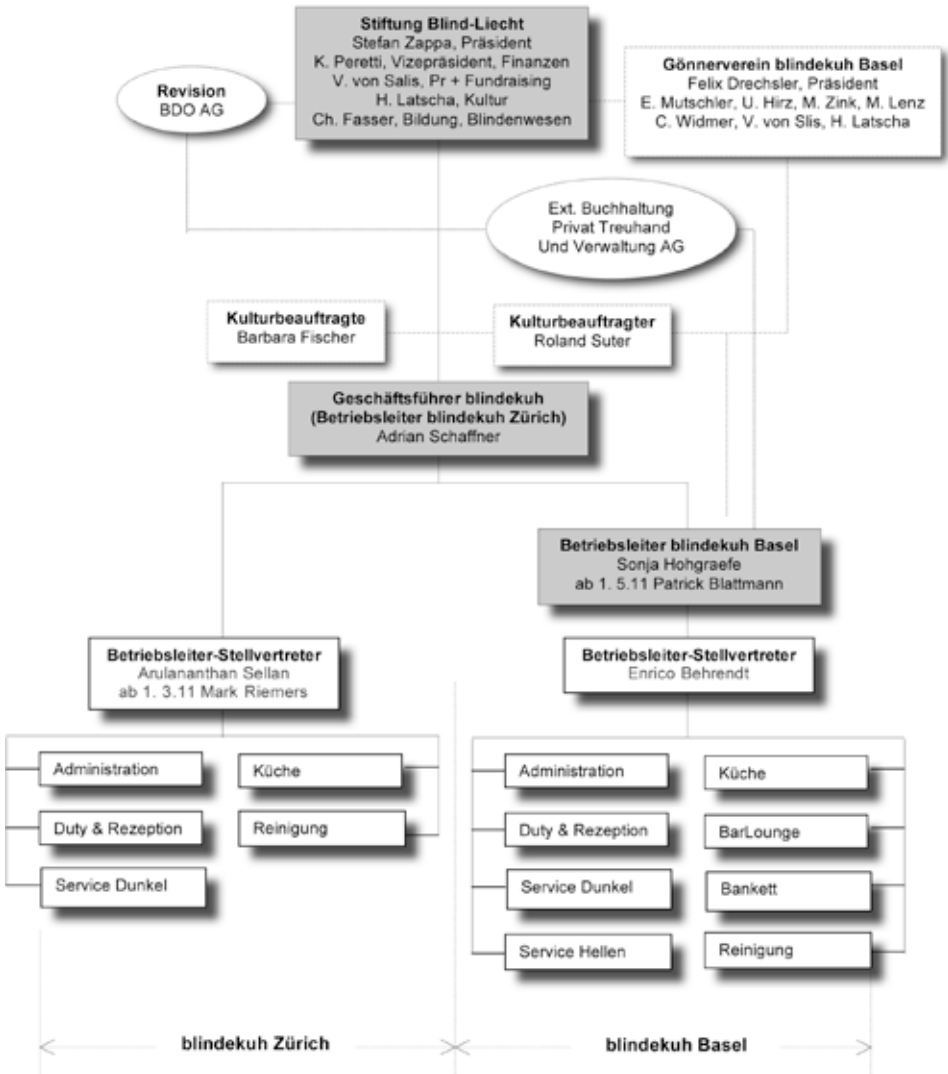 Stiftung Blind-Liecht
Stefan Zappa, Präsident
K. Peretti, Vizepräsident, Finanzen
V. von Salis, Pr + Fundraising
H. Latscha, Kultur
Ch. Fasser, Bildung, Blindenwesen
Revision
BDO AG
Gönnerverein blindekuh Basel
Felix Drechsler, Präsident
E. Mutschler, U. Hirz, M. Zink, M. Lenz
C. Widmer, V. von Slis, H. Latscha
Ext. Buchhaltung
Privat Treuhand
Und Verwaltung AG
Kulturbeauftragte
Barbara Fischer
Kulturbeauftragter
Roland Suter
Geschäftsführer blindekuh
(Betriebsleiter blindekuh Zürich)
Adrian Schaffner
Betriebsleiter blindekuh Basel
Sonja Hohgraefe
ab 1. 5.11 Patrick Blattmann
Betriebsleiter-Stellvertreter
Arulananthan Sellan
ab 1. 3.11 Mark Riemers
Betriebsleiter-Stellvertreter
Enrico Behrendt
Administration
Küche
Duty & Rezeption
Reinigung
Service Dunkel
Administration
Küche
Duty & Rezeption
BarLounge
Service Dunkel
Bankett
Service Hellen
Reinigung
blindekuh Zürich
blindekuh Basel